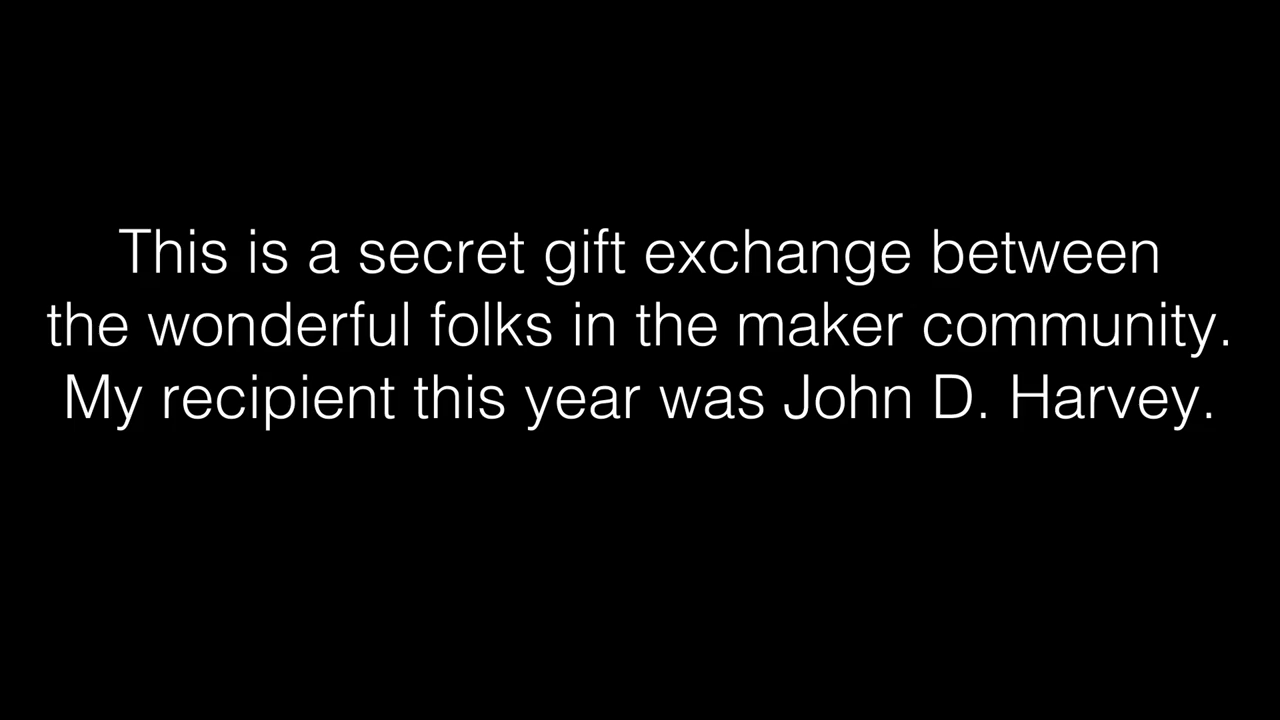 This is a secret gift exchange between
the wonderful folks in the maker community.
My recipient this year was John D. Harvey.